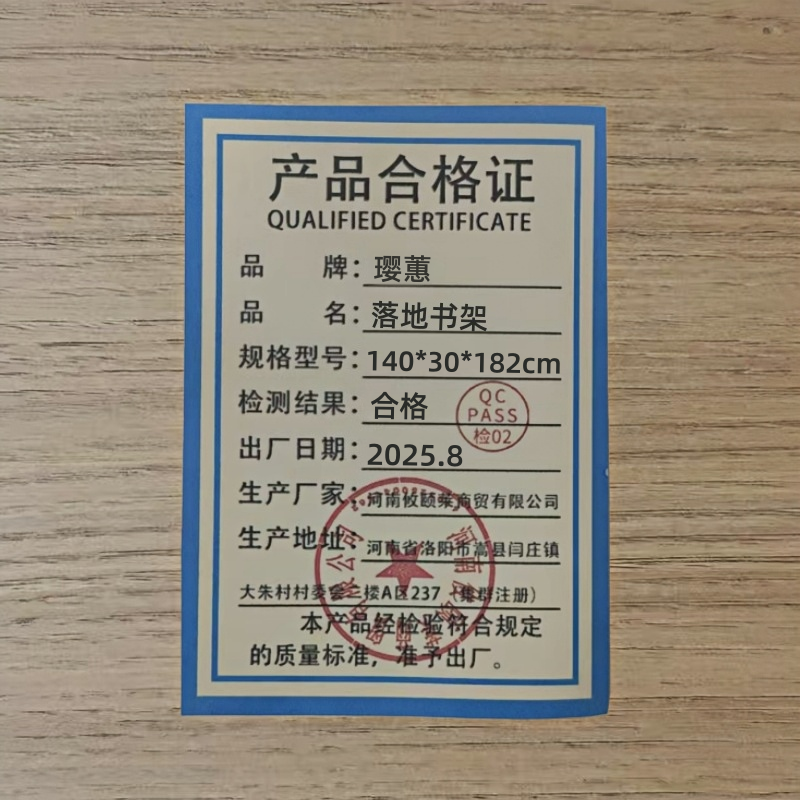 产品合格证
QUALIFIED CERTIFICATE
品 牌：璎蕙
品 名：落地书架
规格型号：140*30*182cm
检测结果：合格
QC
PASS
检02
出厂日期：2025.8
生产厂家：河南攸颐莱商贸有限公司
生产地址：河南省洛阳市嵩县闫庄镇
大朱村村委会二楼A区237（集群注册）
本产品经检验符合规定
的质量标准，准予出厂。